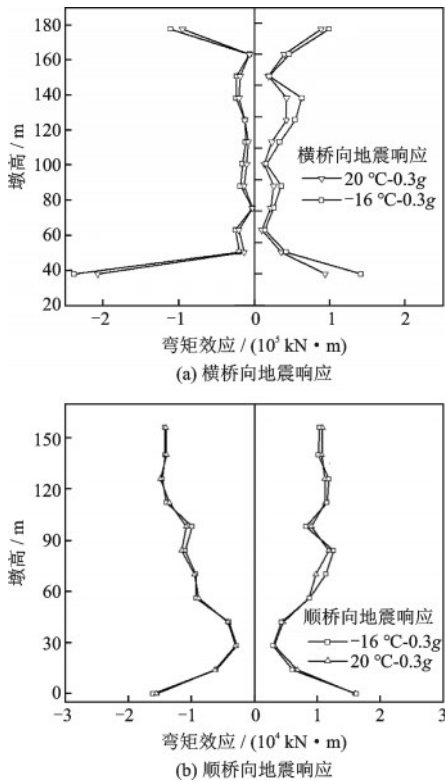 180
160
140
120
100
80
60
40
20
墩高 / m
横桥向地震响应
20 ℃-0.3g
−16 ℃-0.3g
−2 −1 0 1 2
弯矩效应 / (10⁵ kN・m)
(a) 横桥向地震响应
150
120
90
60
30
0
墩高 / m
顺桥向地震响应
−16 ℃-0.3g
20 ℃-0.3g
−3 −2 −1 0 1 2 3
弯矩效应 / (10⁴ kN・m)
(b) 顺桥向地震响应